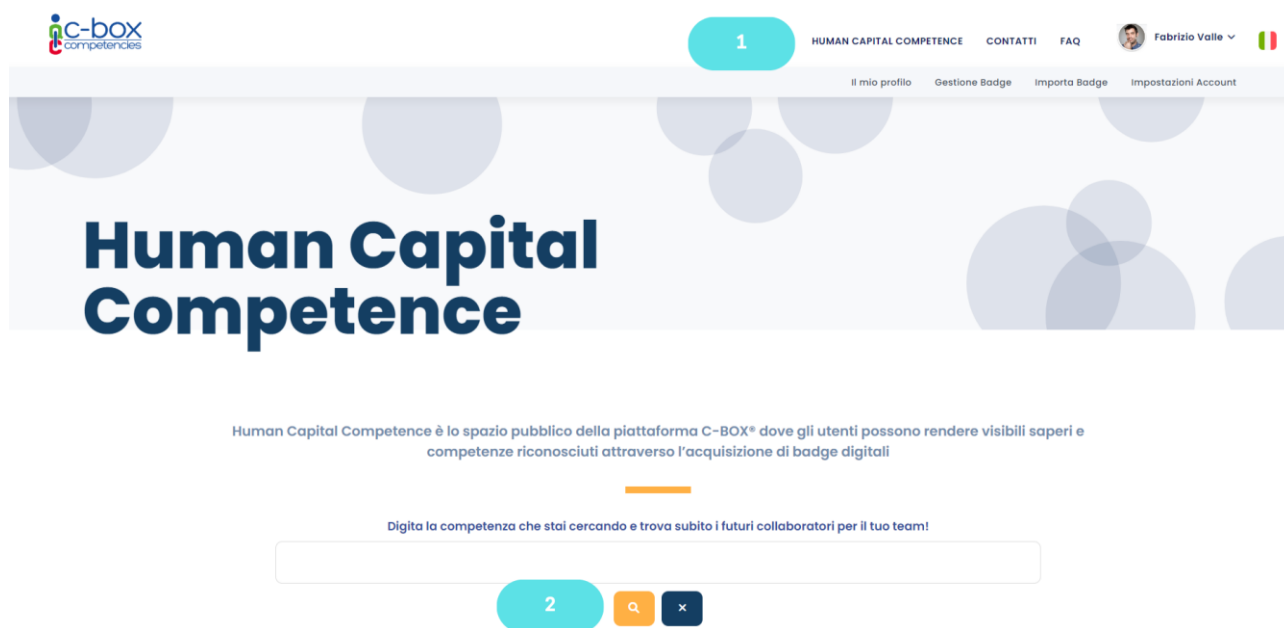 c-box
competencies
1
HUMAN CAPITAL COMPETENCE CONTATTI FAQ Fabrizio Valle
Il mio profilo Gestione Badge Importa Badge Impostazioni Account
Human Capital
Competence
Human Capital Competence è lo spazio pubblico della piattaforma C-BOX® dove gli utenti possono rendere visibili saperi e
competenze riconosciuti attraverso l’acquisizione di badge digitali
Digita la competenza che stai cercando e trova subito i futuri collaboratori per il tuo team!
2